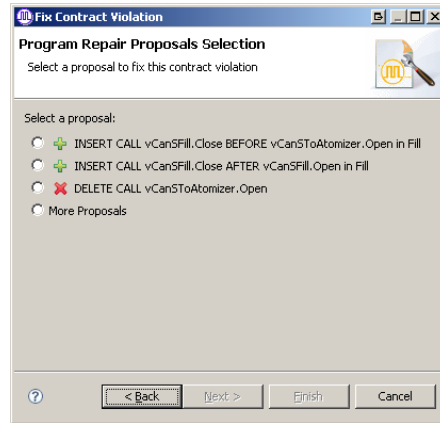 Fix Contract Violation
Program Repair Proposals Selection
Select a proposal to fix this contract violation
Select a proposal:
INSERT CALL vCanSFill.Close BEFORE vCanSToAtomizer.Open in Fill
INSERT CALL vCanSFill.Close AFTER vCanSFill.Open in Fill
DELETE CALL vCanSToAtomizer.Open
More Proposals
< Back Next > Finish Cancel